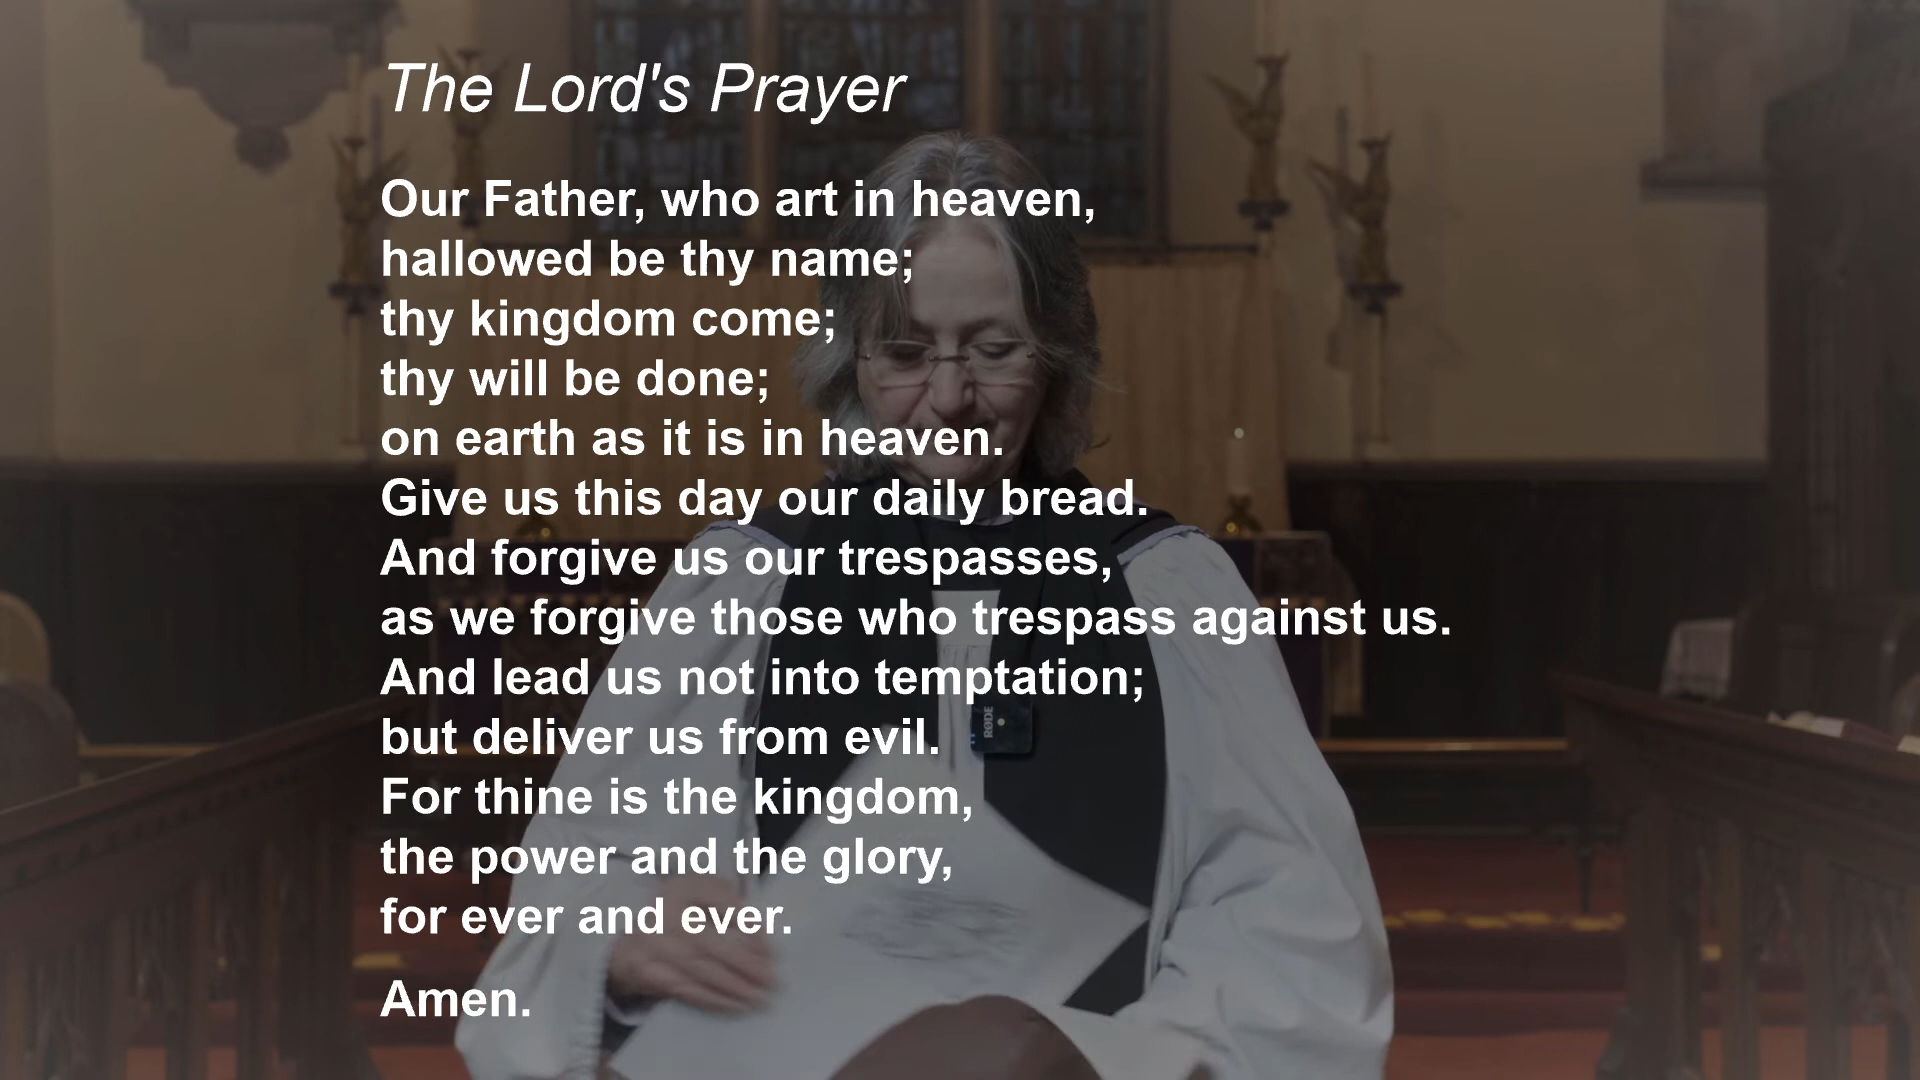 The Lord's Prayer
Our Father, who art in heaven,
hallowed be thy name;
thy kingdom come;
thy will be done;
on earth as it is in heaven.
Give us this day our daily bread.
And forgive us our trespasses,
as we forgive those who trespass against us.
And lead us not into temptation;
but deliver us from evil.
RØDE
For thine is the kingdom,
the power and the glory,
for ever and ever.
Amen.